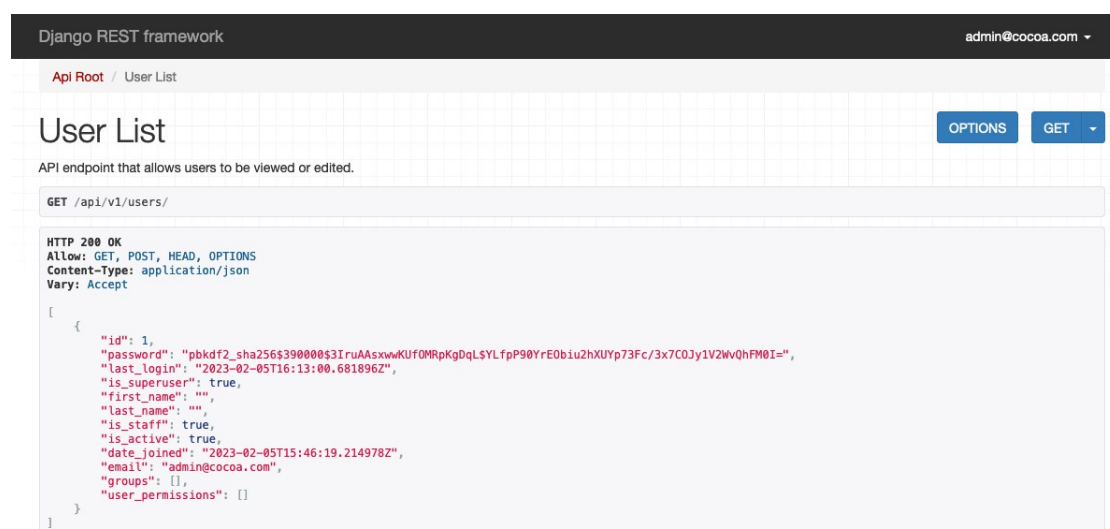 Django REST framework admin@cocoa.com
Api Root / User List
User List OPTIONS GET
API endpoint that allows users to be viewed or edited.
GET /api/v1/users/
HTTP 200 OK
Allow: GET, POST, HEAD, OPTIONS
Content-Type: application/json
Vary: Accept
[
    {
        "id": 1,
        "password": "pbkdf2_sha256$390000$3IruAAsxwwKUfOMRpKgDqL$YLfpP90YrEObiu2hXUYp73Fc/3x7COJy1V2WvQhFM0I=",
        "last_login": "2023-02-05T16:13:00.681896Z",
        "is_superuser": true,
        "first_name": "",
        "last_name": "",
        "is_staff": true,
        "is_active": true,
        "date_joined": "2023-02-05T15:46:19.214978Z",
        "email": "admin@cocoa.com",
        "groups": [],
        "user_permissions": []
    }
]